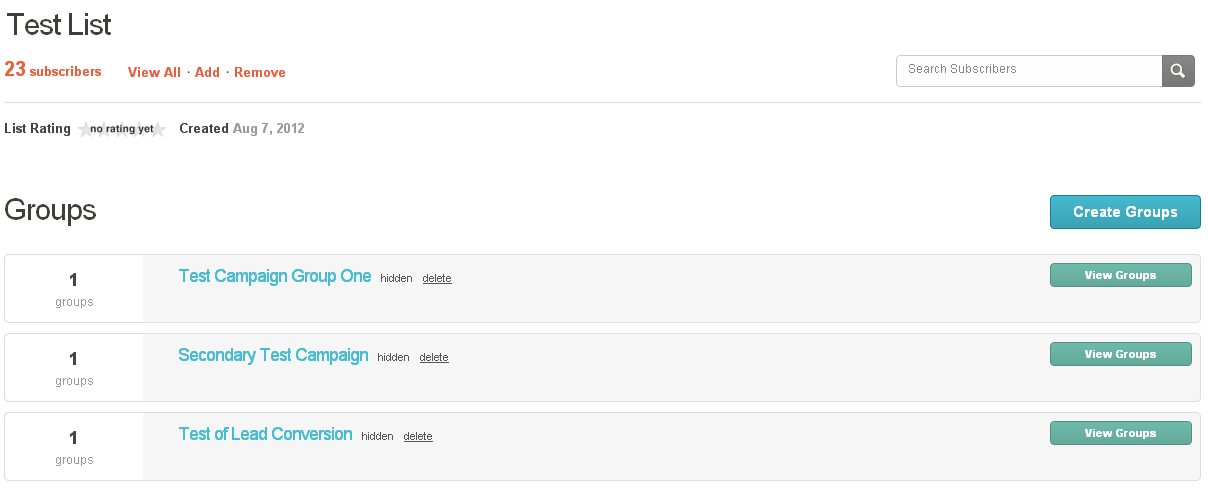 Test List
23 subscribers View All · Add · Remove
Search Subscribers
List Rating no rating yet Created Aug 7, 2012
Groups
Create Groups
1
groups
Test Campaign Group One hidden delete
View Groups
1
groups
Secondary Test Campaign hidden delete
View Groups
1
groups
Test of Lead Conversion hidden delete
View Groups